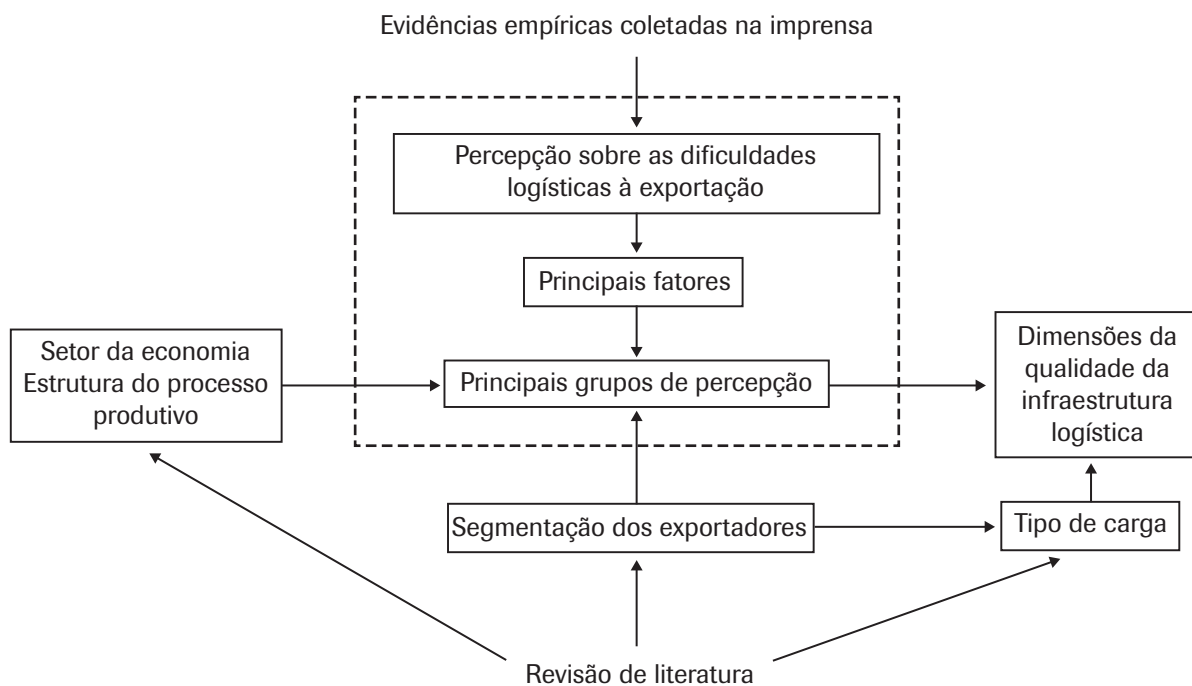 Evidências empíricas coletadas na imprensa
Percepção sobre as dificuldades
logísticas à exportação
Principais fatores
Setor da economia
Estrutura do processo
produtivo
Principais grupos de percepção
Dimensões da
qualidade da
infraestrutura
logística
Segmentação dos exportadores
Tipo de carga
Revisão de literatura